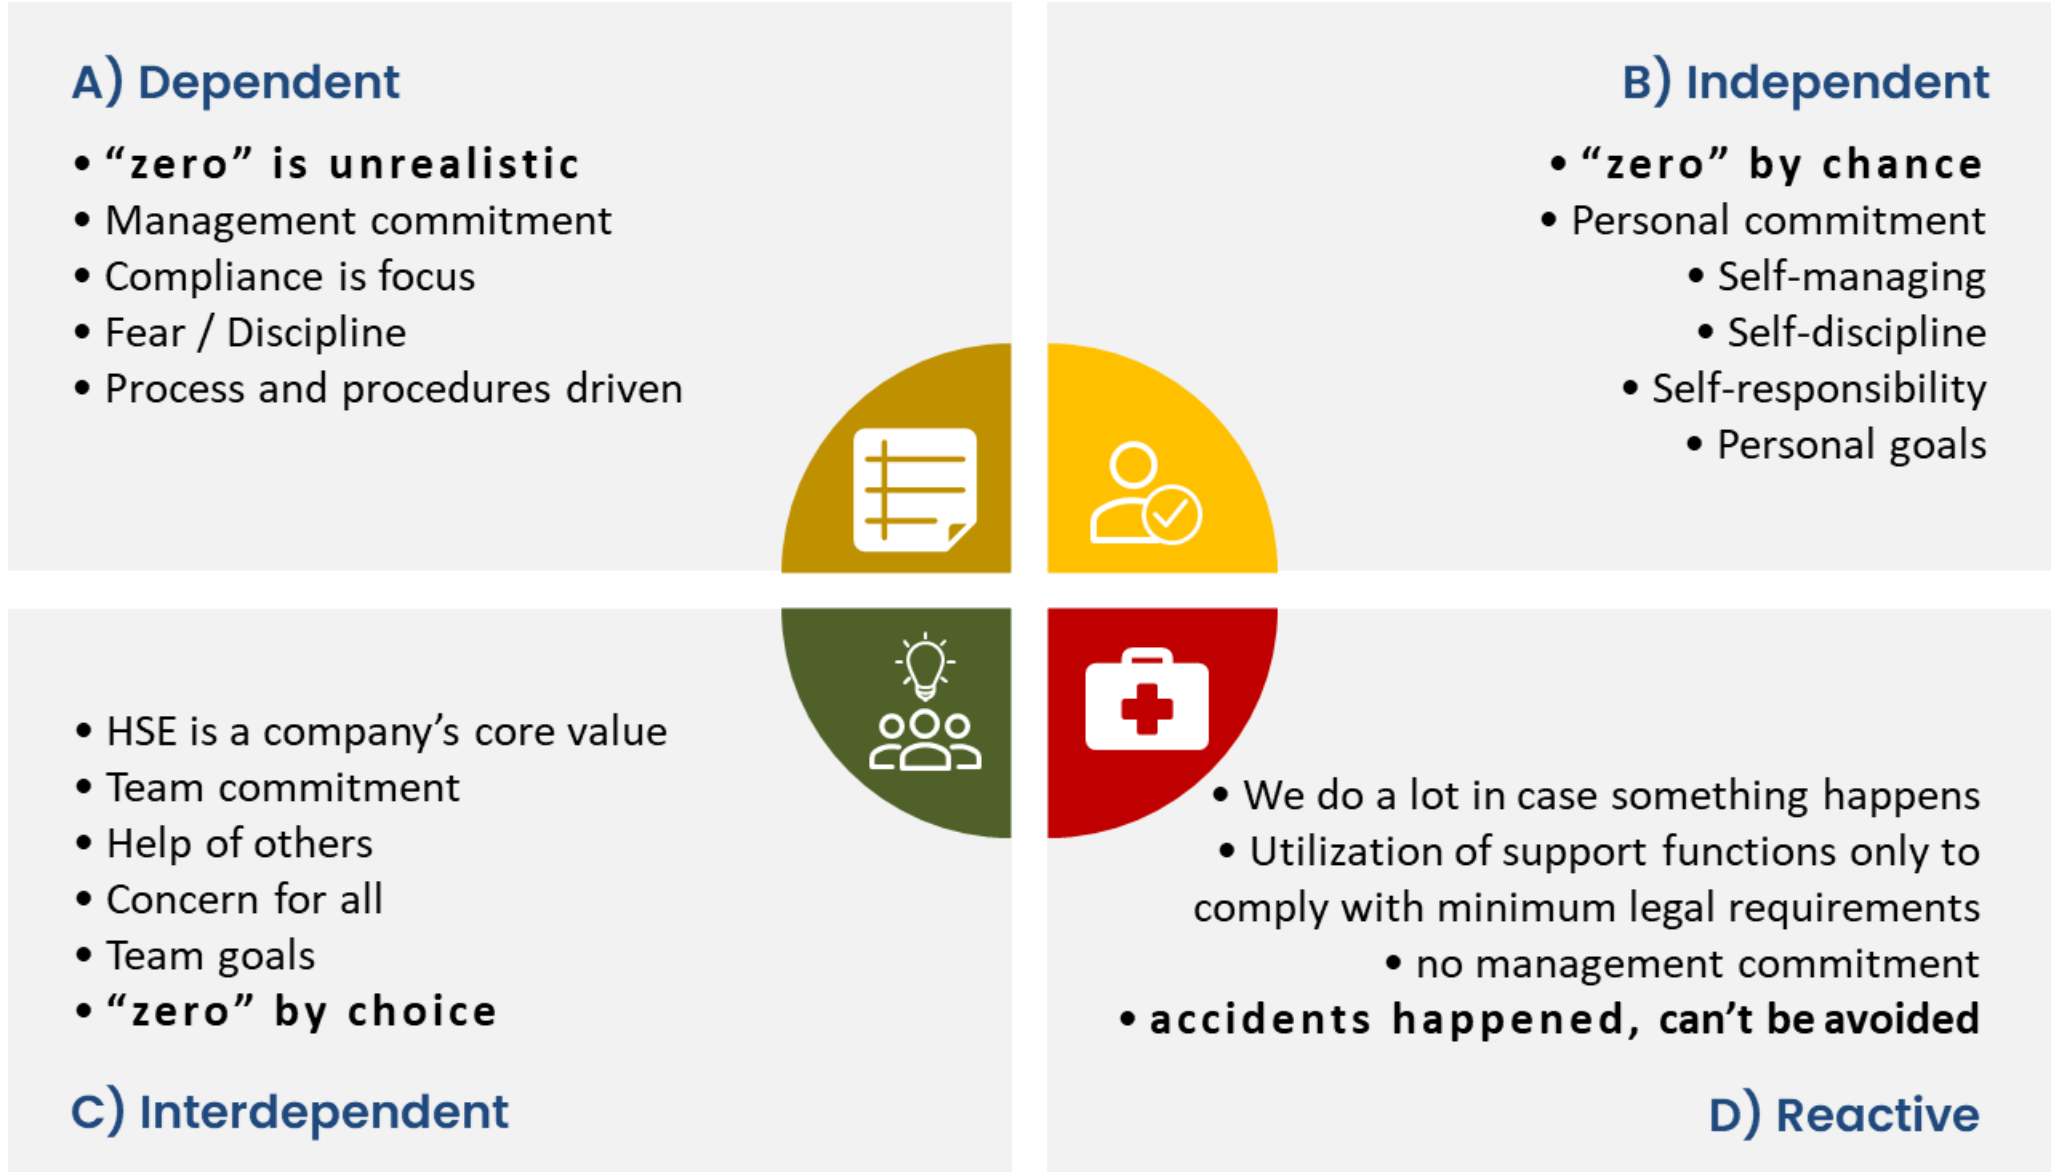 A) Dependent
• “zero” is unrealistic
• Management commitment
• Compliance is focus
• Fear / Discipline
• Process and procedures driven
B) Independent
• “zero” by chance
• Personal commitment
• Self-managing
• Self-discipline
• Self-responsibility
• Personal goals
• HSE is a company’s core value
• Team commitment
• Help of others
• Concern for all
• Team goals
• “zero” by choice
C) Interdependent
• We do a lot in case something happens
• Utilization of support functions only to
comply with minimum legal requirements
• no management commitment
• accidents happened, can’t be avoided
D) Reactive